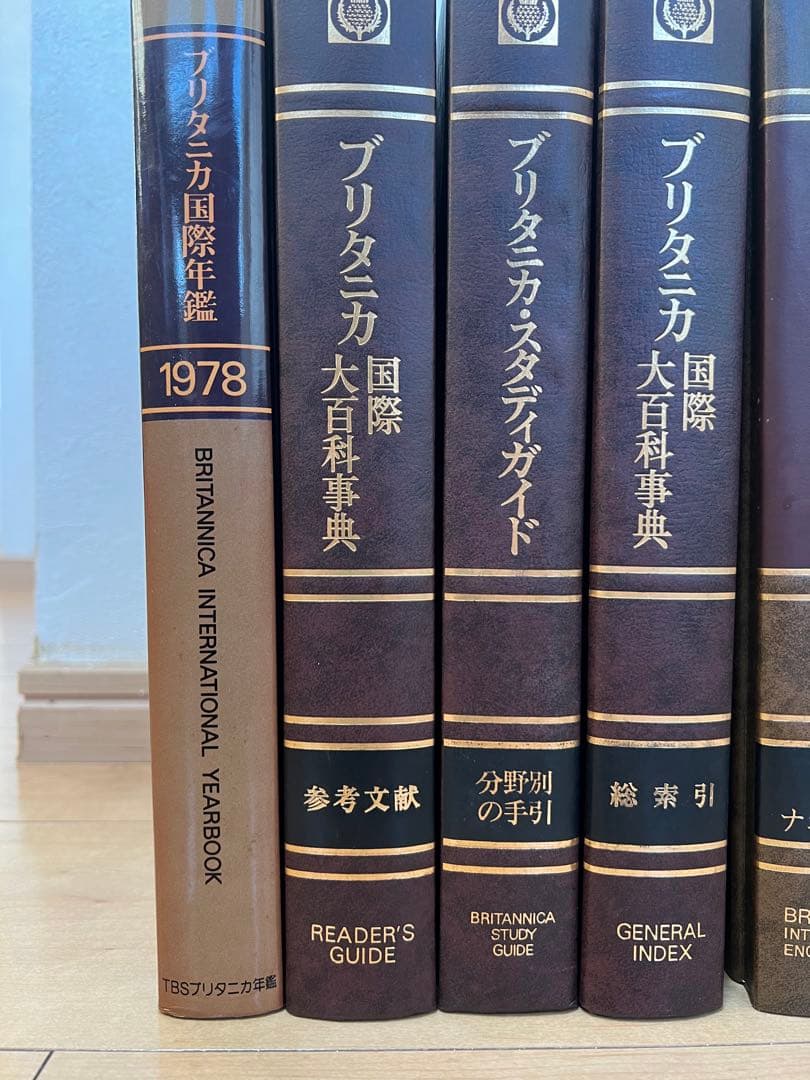 ブリタニカ国際年鑑
1978
BRITANNICA INTERNATIONAL YEARBOOK
TBSブリタニカ年鑑
ブリタニカ
国際
大百科事典
参考文献
READER'S
GUIDE
ブリタニカ・スタディガイド
分野別
の手引
BRITANNICA
STUDY
GUIDE
ブリタニカ
国際
大百科事典
総索引
GENERAL
INDEX
ナ
BR
INT
ENC